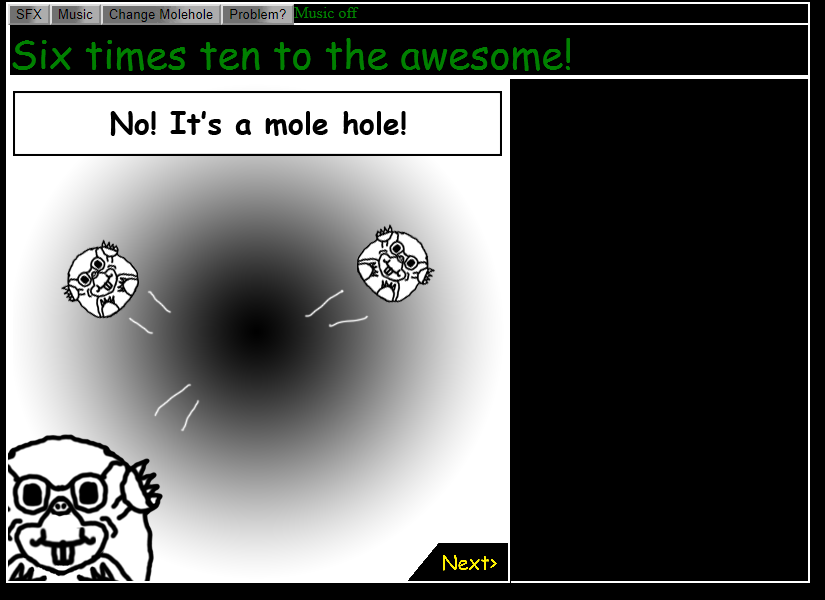 SFX Music Change Molehole Problem? Music off
Six times ten to the awesome!
No! It's a mole hole!
Next>